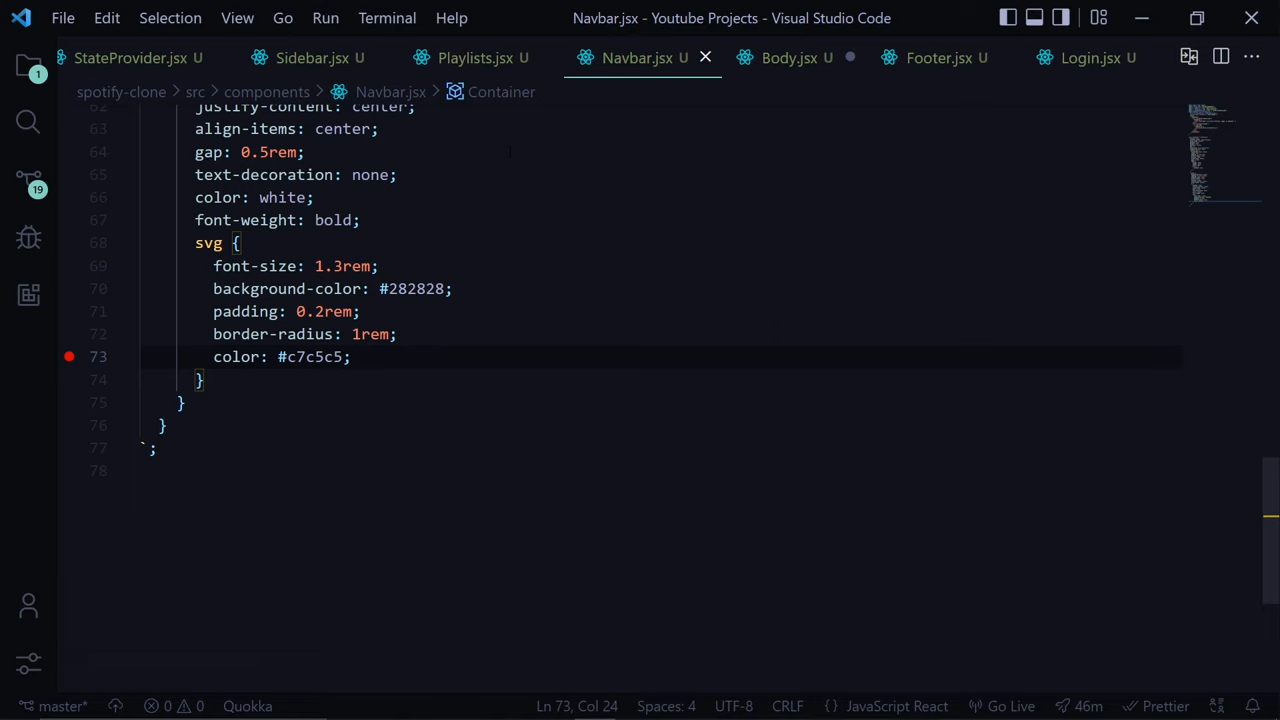 File Edit Selection View Go Run Terminal Help Navbar.jsx - Youtube Projects - Visual Studio Code
1 StateProvider.jsx U Sidebar.jsx U Playlists.jsx U Navbar.jsx U Body.jsx U Footer.jsx U Login.jsx U
spotify-clone > src > components > Navbar.jsx > Container
62 justify-content: center;
63 align-items: center;
64 gap: 0.5rem;
65 text-decoration: none;
66 color: white;
67 font-weight: bold;
68 svg {
69 font-size: 1.3rem;
70 background-color: #282828;
71 padding: 0.2rem;
72 border-radius: 1rem;
73 color: #c7c5c5;
74 }
75 }
76 }
77 `;
78
19
master* 0 0 Quokka Ln 73, Col 24 Spaces: 4 UTF-8 CRLF {} JavaScript React Go Live 46m Prettier